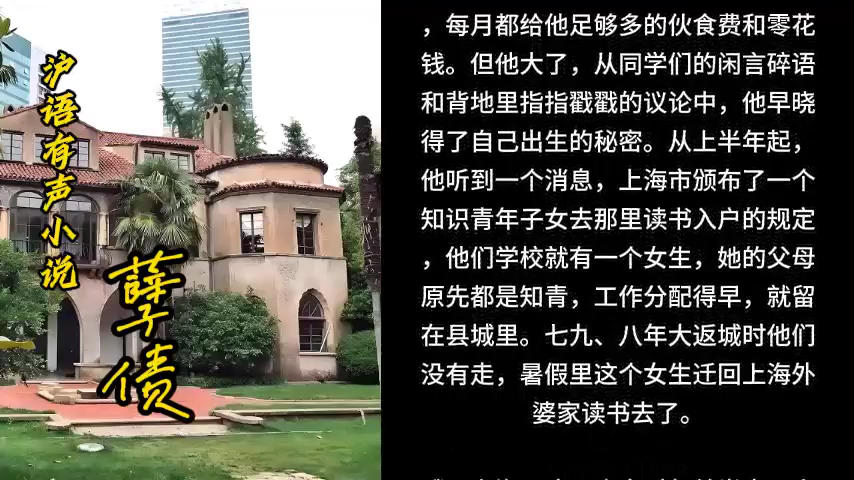 沪语有声小说
孽债
，每月都给他足够多的伙食费和零花
钱。但他大了，从同学们的闲言碎语
和背地里指指戳戳的议论中，他早晓
得了自己出生的秘密。从上半年起，
他听到一个消息，上海市颁布了一个
知识青年子女去那里读书入户的规定
，他们学校就有一个女生，她的父母
原先都是知青，工作分配得早，就留
在县城里。七九、八年大返城时他们
没有走，暑假里这个女生迁回上海外
婆家读书去了。